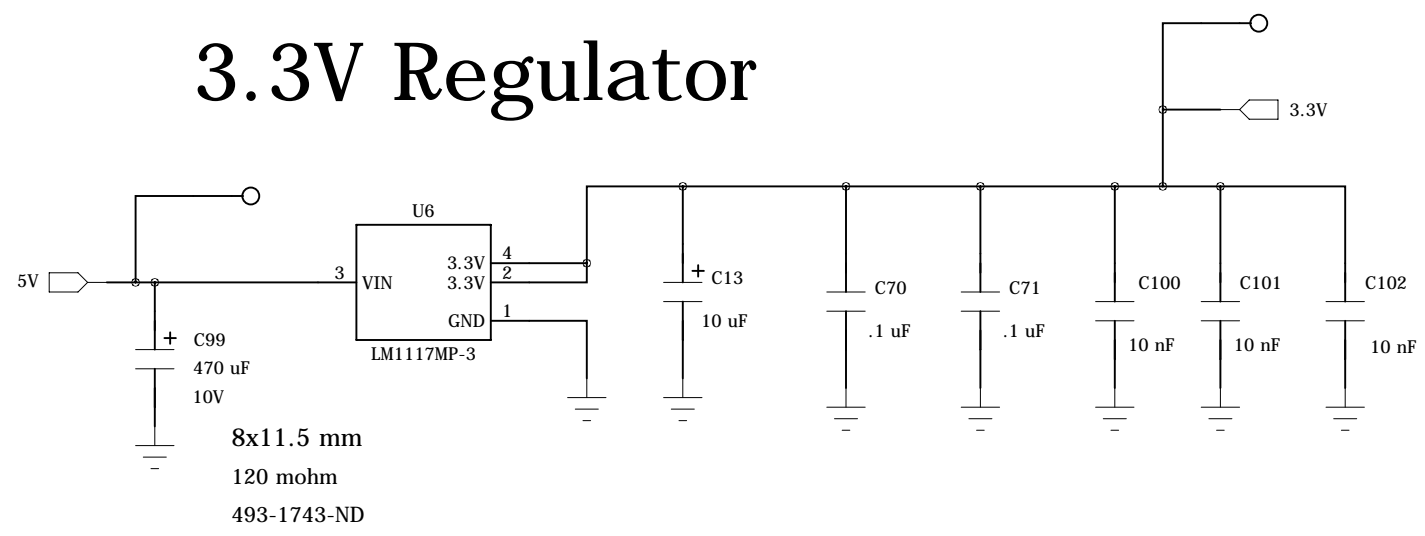 3.3V Regulator
3.3V
U6
5V
3
VIN
3.3V
4
3.3V
2
GND
1
LM1117MP-3
+
C99
470 uF
10V
+
C13
10 uF
C70
.1 uF
C71
.1 uF
C100
10 nF
C101
10 nF
C102
10 nF
8x11.5 mm
120 mohm
493-1743-ND